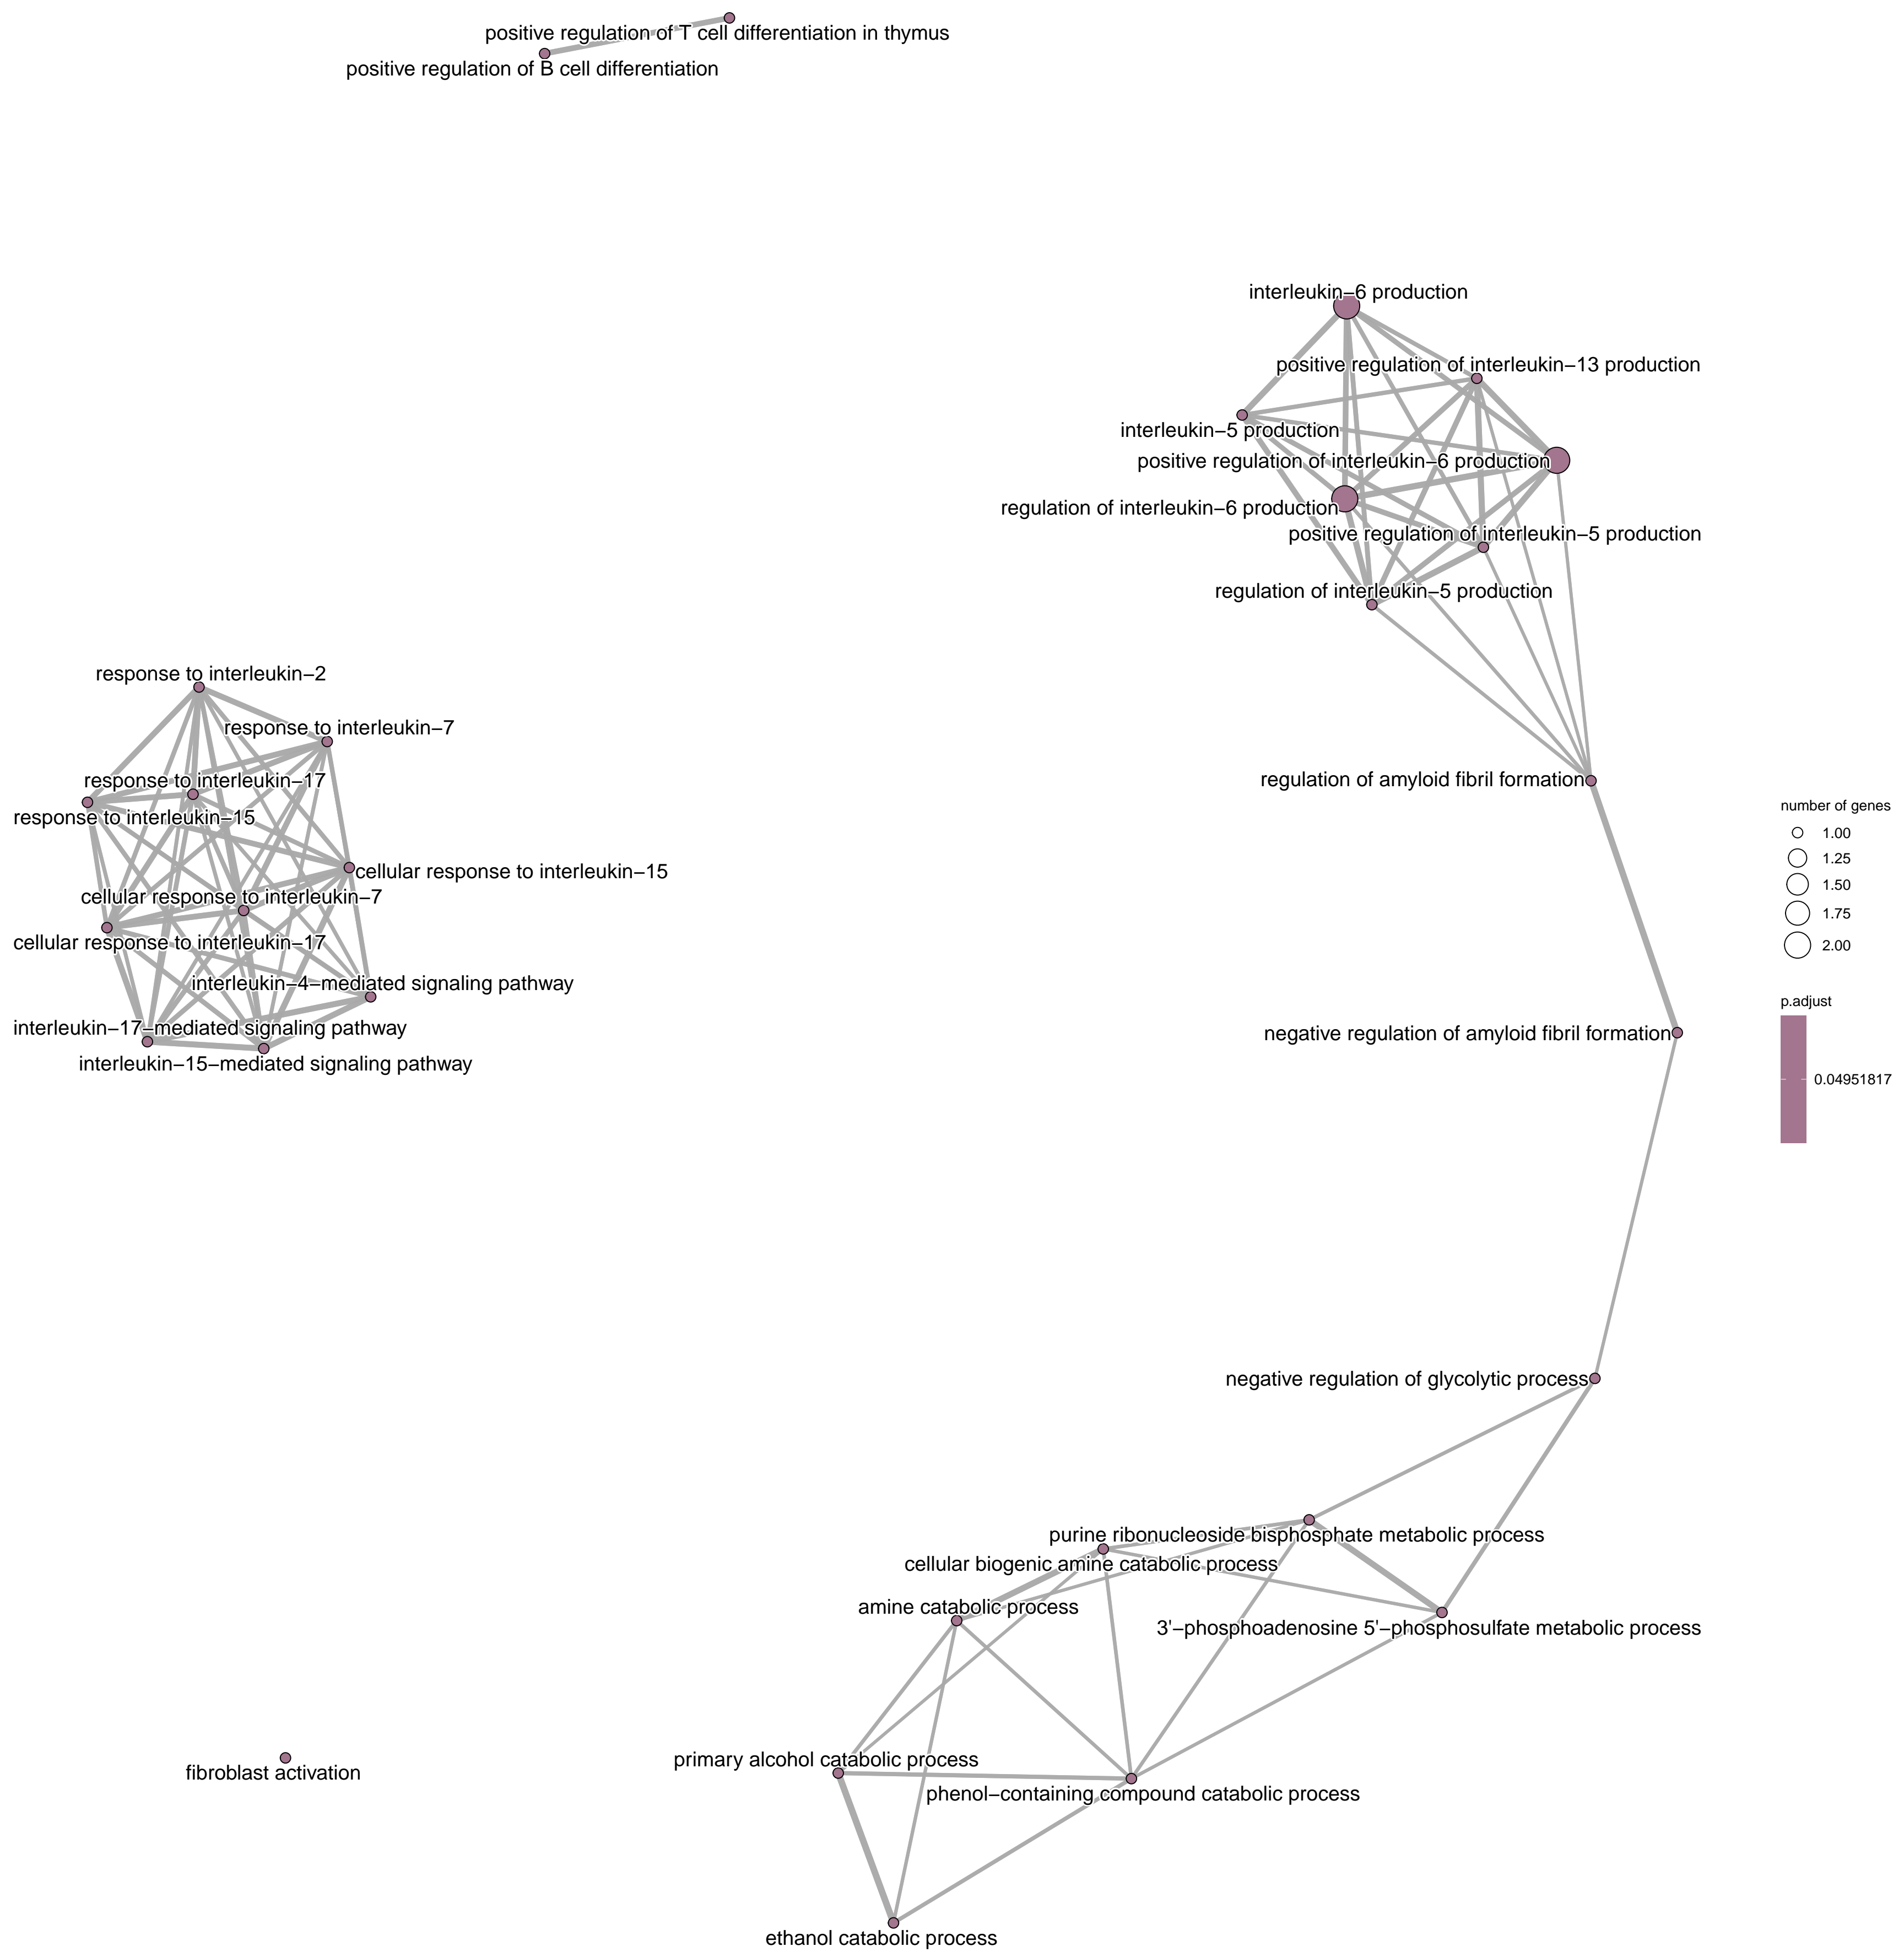 positive regulation of T cell differentiation in thymus
positive regulation of B cell differentiation
interleukin−6 production
positive regulation of interleukin−13 production
interleukin−5 production
positive regulation of interleukin−6 production
regulation of interleukin−6 production
positive regulation of interleukin−5 production
regulation of interleukin−5 production
response to interleukin−2
response to interleukin−7
response to interleukin−17
response to interleukin−15
cellular response to interleukin−15
cellular response to interleukin−7
cellular response to interleukin−17
interleukin−4−mediated signaling pathway
interleukin−17−mediated signaling pathway
interleukin−15−mediated signaling pathway
regulation of amyloid fibril formation
negative regulation of amyloid fibril formation
number of genes
1.00
1.25
1.50
1.75
2.00
p.adjust
0.04951817
negative regulation of glycolytic process
purine ribonucleoside bisphosphate metabolic process
cellular biogenic amine catabolic process
amine catabolic process
3'−phosphoadenosine 5'−phosphosulfate metabolic process
primary alcohol catabolic process
fibroblast activation
phenol−containing compound catabolic process
ethanol catabolic process